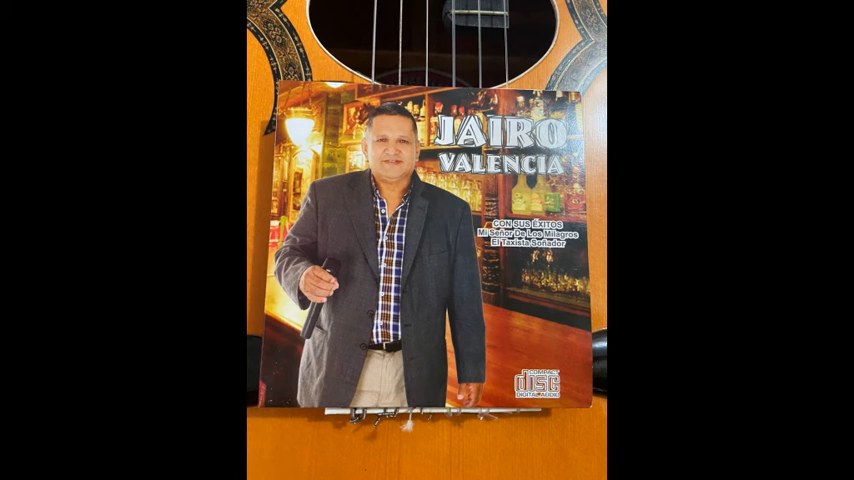 JAIRO
VALENCIA
CON SUS ÉXITOS
Mi Señor De Los Milagros
El Taxista Soñador
COMPACT
disc
DIGITAL AUDIO